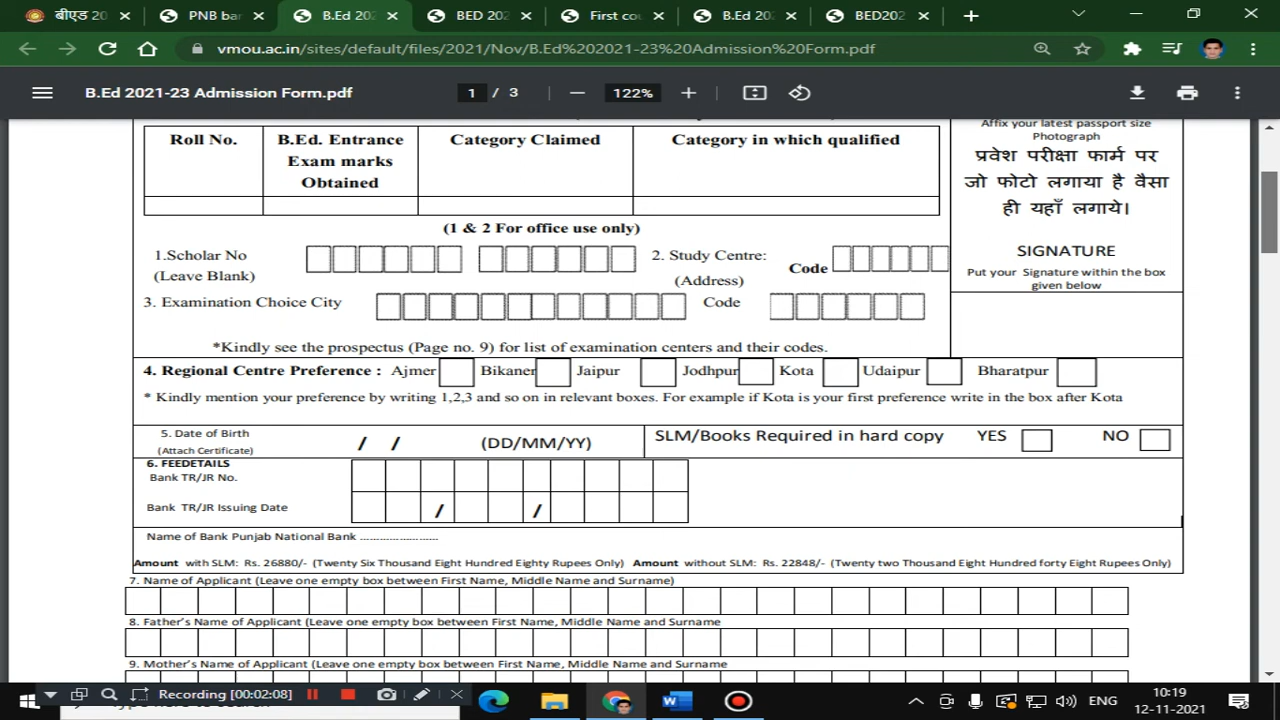 बीएड 20
PNB bar
B.Ed 202
BED 202
First cou
B.Ed 202
BED202
vmou.ac.in/sites/default/files/2021/Nov/B.Ed%202021-23%20Admission%20Form.pdf
B.Ed 2021-23 Admission Form.pdf
1 / 3
122%
Affix your latest passport size
Photograph
प्रवेश परीक्षा फार्म पर
जो फोटो लगाया है वैसा
ही यहाँ लगाये।
SIGNATURE
Put your Signature within the box
given below
Roll No.
B.Ed. Entrance
Exam marks
Obtained
Category Claimed
Category in which qualified
(1 & 2 For office use only)
1.Scholar No
(Leave Blank)
2. Study Centre:
(Address)
Code
3. Examination Choice City
Code
*Kindly see the prospectus (Page no. 9) for list of examination centers and their codes.
4. Regional Centre Preference : Ajmer Bikaner Jaipur Jodhpur Kota Udaipur Bharatpur
* Kindly mention your preference by writing 1,2,3 and so on in relevant boxes. For example if Kota is your first preference write in the box after Kota
5. Date of Birth
(Attach Certificate)
/ / (DD/MM/YY)
SLM/Books Required in hard copy YES NO
6. FEEDETAILS
Bank TR/JR No.
Bank TR/JR Issuing Date / /
Name of Bank Punjab National Bank ........................
Amount with SLM: Rs. 26880/- (Twenty Six Thousand Eight Hundred Eighty Rupees Only) Amount without SLM: Rs. 22848/- (Twenty two Thousand Eight Hundred forty Eight Rupees Only)
7. Name of Applicant (Leave one empty box between First Name, Middle Name and Surname)
8. Father's Name of Applicant (Leave one empty box between First Name, Middle Name and Surname
9. Mother's Name of Applicant (Leave one empty box between First Name, Middle Name and Surname
Recording [00:02:08]
ENG
10:19
12-11-2021